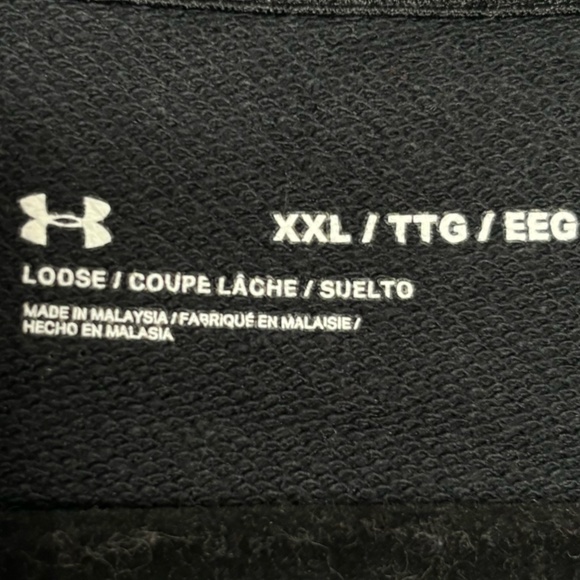 XXL / TTG / EEG
LOOSE / COUPE LÂCHE / SUELTO
MADE IN MALAYSIA / FABRIQUÉ EN MALAISIE /
HECHO EN MALASIA